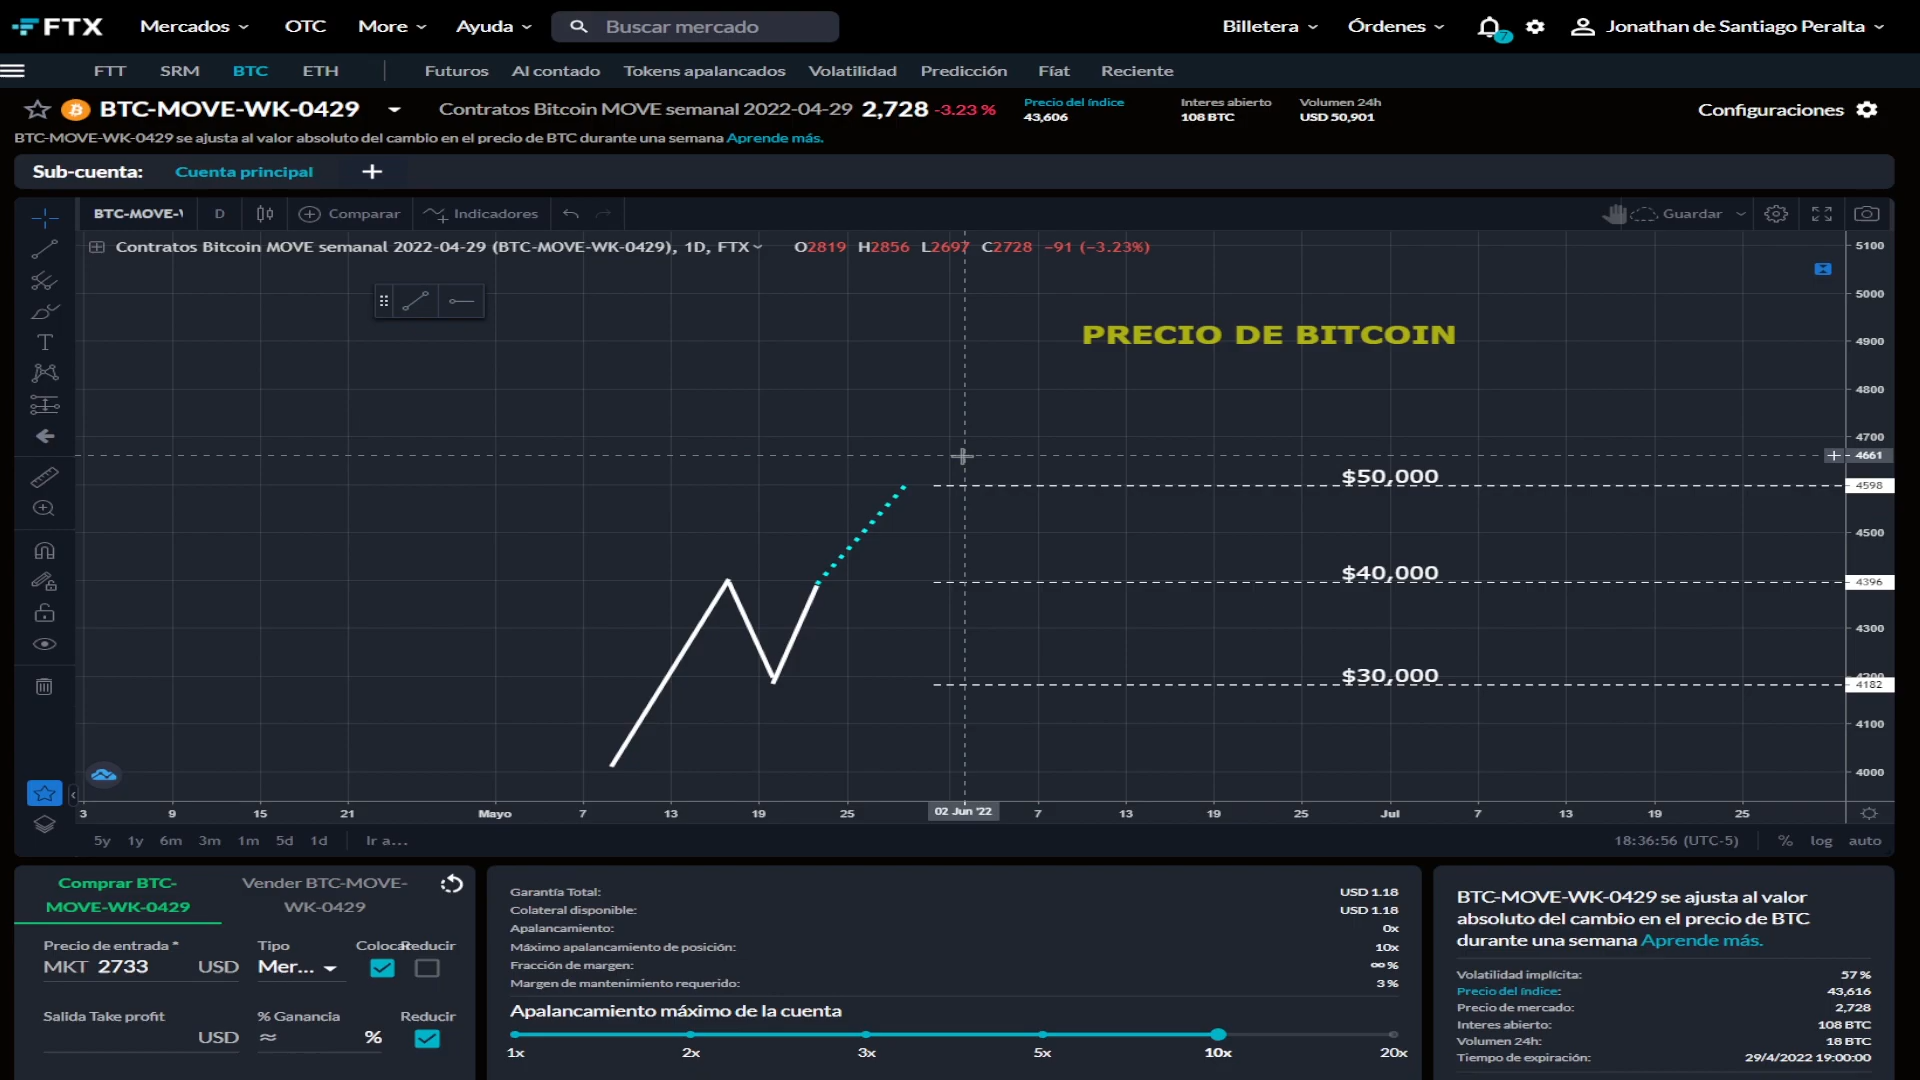 FTX Mercados OTC More Ayuda Buscar mercado Billetera Órdenes 7 Jonathan de Santiago Peralta
FTT SRM BTC ETH Futuros Al contado Tokens apalancados Volatilidad Predicción Fíat Reciente
BTC-MOVE-WK-0429 Contratos Bitcoin MOVE semanal 2022-04-29 2,728 -3.23 %
Precio del índice Interes abierto Volumen 24h
43,606 108 BTC USD 50,901
Configuraciones
BTC-MOVE-WK-0429 se ajusta al valor absoluto del cambio en el precio de BTC durante una semana Aprende más.
Sub-cuenta: Cuenta principal +
BTC-MOVE-\ D Comparar Indicadores Guardar
Contratos Bitcoin MOVE semanal 2022-04-29 (BTC-MOVE-WK-0429), 1D, FTX O2819 H2856 L2697 C2728 −91 (−3.23%)
5100
5000
PRECIO DE BITCOIN
4900
4800
4700
4661
$50,000
4598
4500
$40,000
4396
4300
$30,000
4182
4100
4000
3 9 15 21 Mayo 7 13 19 25 02 Jun '22 7 13 19 25 Jul 7 13 19 25
5y 1y 6m 3m 1m 5d 1d Ir a... 18:36:56 (UTC-5) % log auto
Comprar BTC-
MOVE-WK-0429
Vender BTC-MOVE-
WK-0429
Precio de entrada * Tipo Reducir
MKT 2733 USD Mer...
Salida Take profit % Ganancia Reducir
USD ≈ %
Garantía Total: USD 1.18
Colateral disponible: USD 1.18
Apalancamiento: 0x
Máximo apalancamiento de posición: 10x
Fracción de margen: ∞ %
Margen de mantenimiento requerido: 3 %
Apalancamiento máximo de la cuenta
1x 2x 3x 5x 10x 20x
BTC-MOVE-WK-0429 se ajusta al valor
absoluto del cambio en el precio de BTC
durante una semana Aprende más.
Volatilidad implícita: 57 %
Precio del índice: 43,616
Precio de mercado: 2,728
Interes abierto: 108 BTC
Volumen 24h: 18 BTC
Tiempo de expiración: 29/4/2022 19:00:00